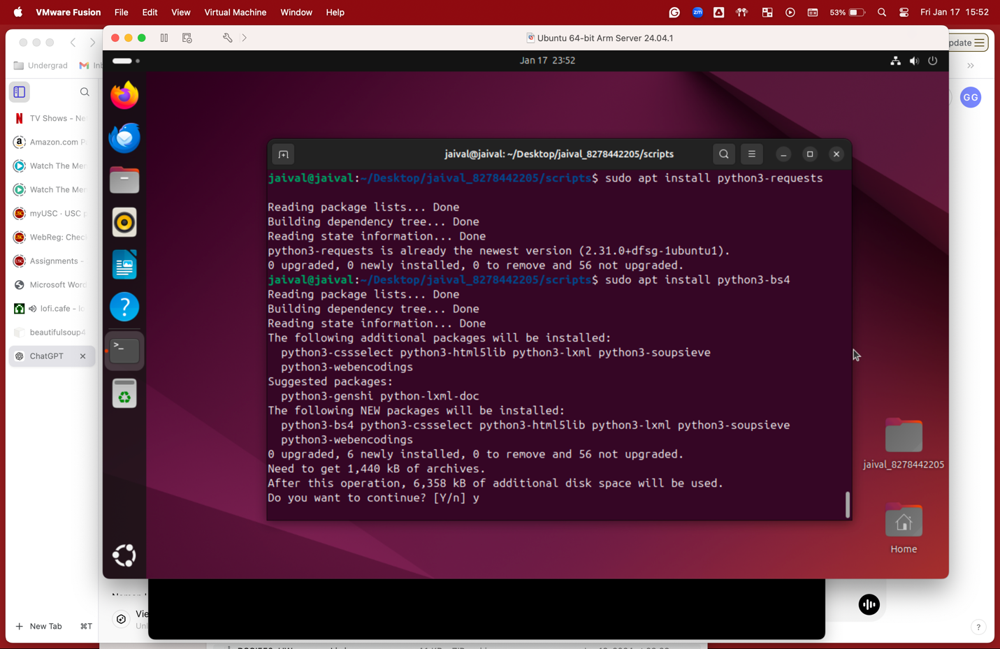 VMware Fusion File Edit View Virtual Machine Window Help
zm A 53% Fri Jan 17 15:52
Ubuntu 64-bit Arm Server 24.04.1
pdate
Undergrad
Jan 17 23:52
GG
TV Shows - Ne
Amazon.com P
Watch The Mer
Watch The Mer
myUSC · USC p
WebReg: Chec
Assignments -
Microsoft Word
lofi.cafe - lo
beautifulsoup4
ChatGPT
jaival@jaival: ~/Desktop/jaival_8278442205/scripts
jaival@jaival:~/Desktop/jaival_8278442205/scripts$ sudo apt install python3-requests
Reading package lists... Done
Building dependency tree... Done
Reading state information... Done
python3-requests is already the newest version (2.31.0+dfsg-1ubuntu1).
0 upgraded, 0 newly installed, 0 to remove and 56 not upgraded.
jaival@jaival:~/Desktop/jaival_8278442205/scripts$ sudo apt install python3-bs4
Reading package lists... Done
Building dependency tree... Done
Reading state information... Done
The following additional packages will be installed:
python3-cssselect python3-html5lib python3-lxml python3-soupsieve
python3-webencodings
Suggested packages:
python3-genshi python-lxml-doc
The following NEW packages will be installed:
python3-bs4 python3-cssselect python3-html5lib python3-lxml python3-soupsieve
python3-webencodings
0 upgraded, 6 newly installed, 0 to remove and 56 not upgraded.
Need to get 1,440 kB of archives.
After this operation, 6,358 kB of additional disk space will be used.
Do you want to continue? [Y/n] y
jaival_8278442205
Home
Vie
New Tab ⌘T